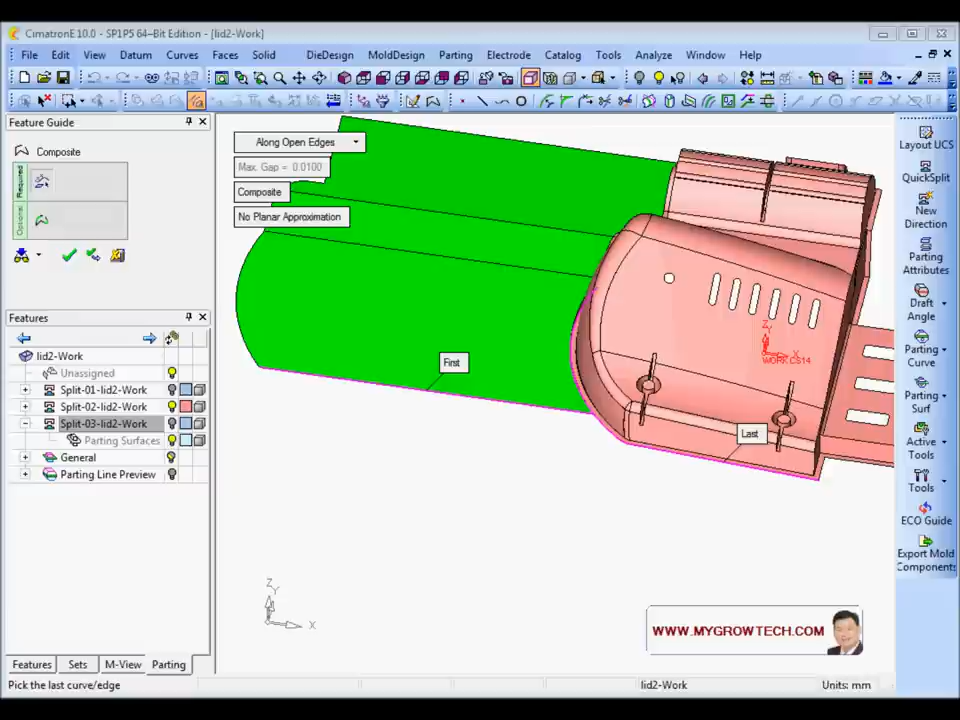 CimatronE 10.0 - SP1P5 64-Bit Edition - [lid2-Work]
File Edit View Datum Curves Faces Solid DieDesign MoldDesign Parting Electrode Catalog Tools Analyze Window Help
Feature Guide
Composite
Required
Optional
Features
lid2-Work
Unassigned
Split-01-lid2-Work
Split-02-lid2-Work
Split-03-lid2-Work
Parting Surfaces
General
Parting Line Preview
Features Sets M-View Parting
Pick the last curve/edge
Along Open Edges
Max. Gap = 0.0100
Composite
No Planar Approximation
First
Last
Z
Y
X
WORK CS14
Z
Y
X
WWW.MYGROWTECH.COM
lid2-Work
Units: mm
Layout UCS
QuickSplit
New
Direction
Parting
Attributes
Draft
Angle
Parting
Curve
Parting
Surf
Active
Tools
Tools
ECO Guide
Export Mold
Components